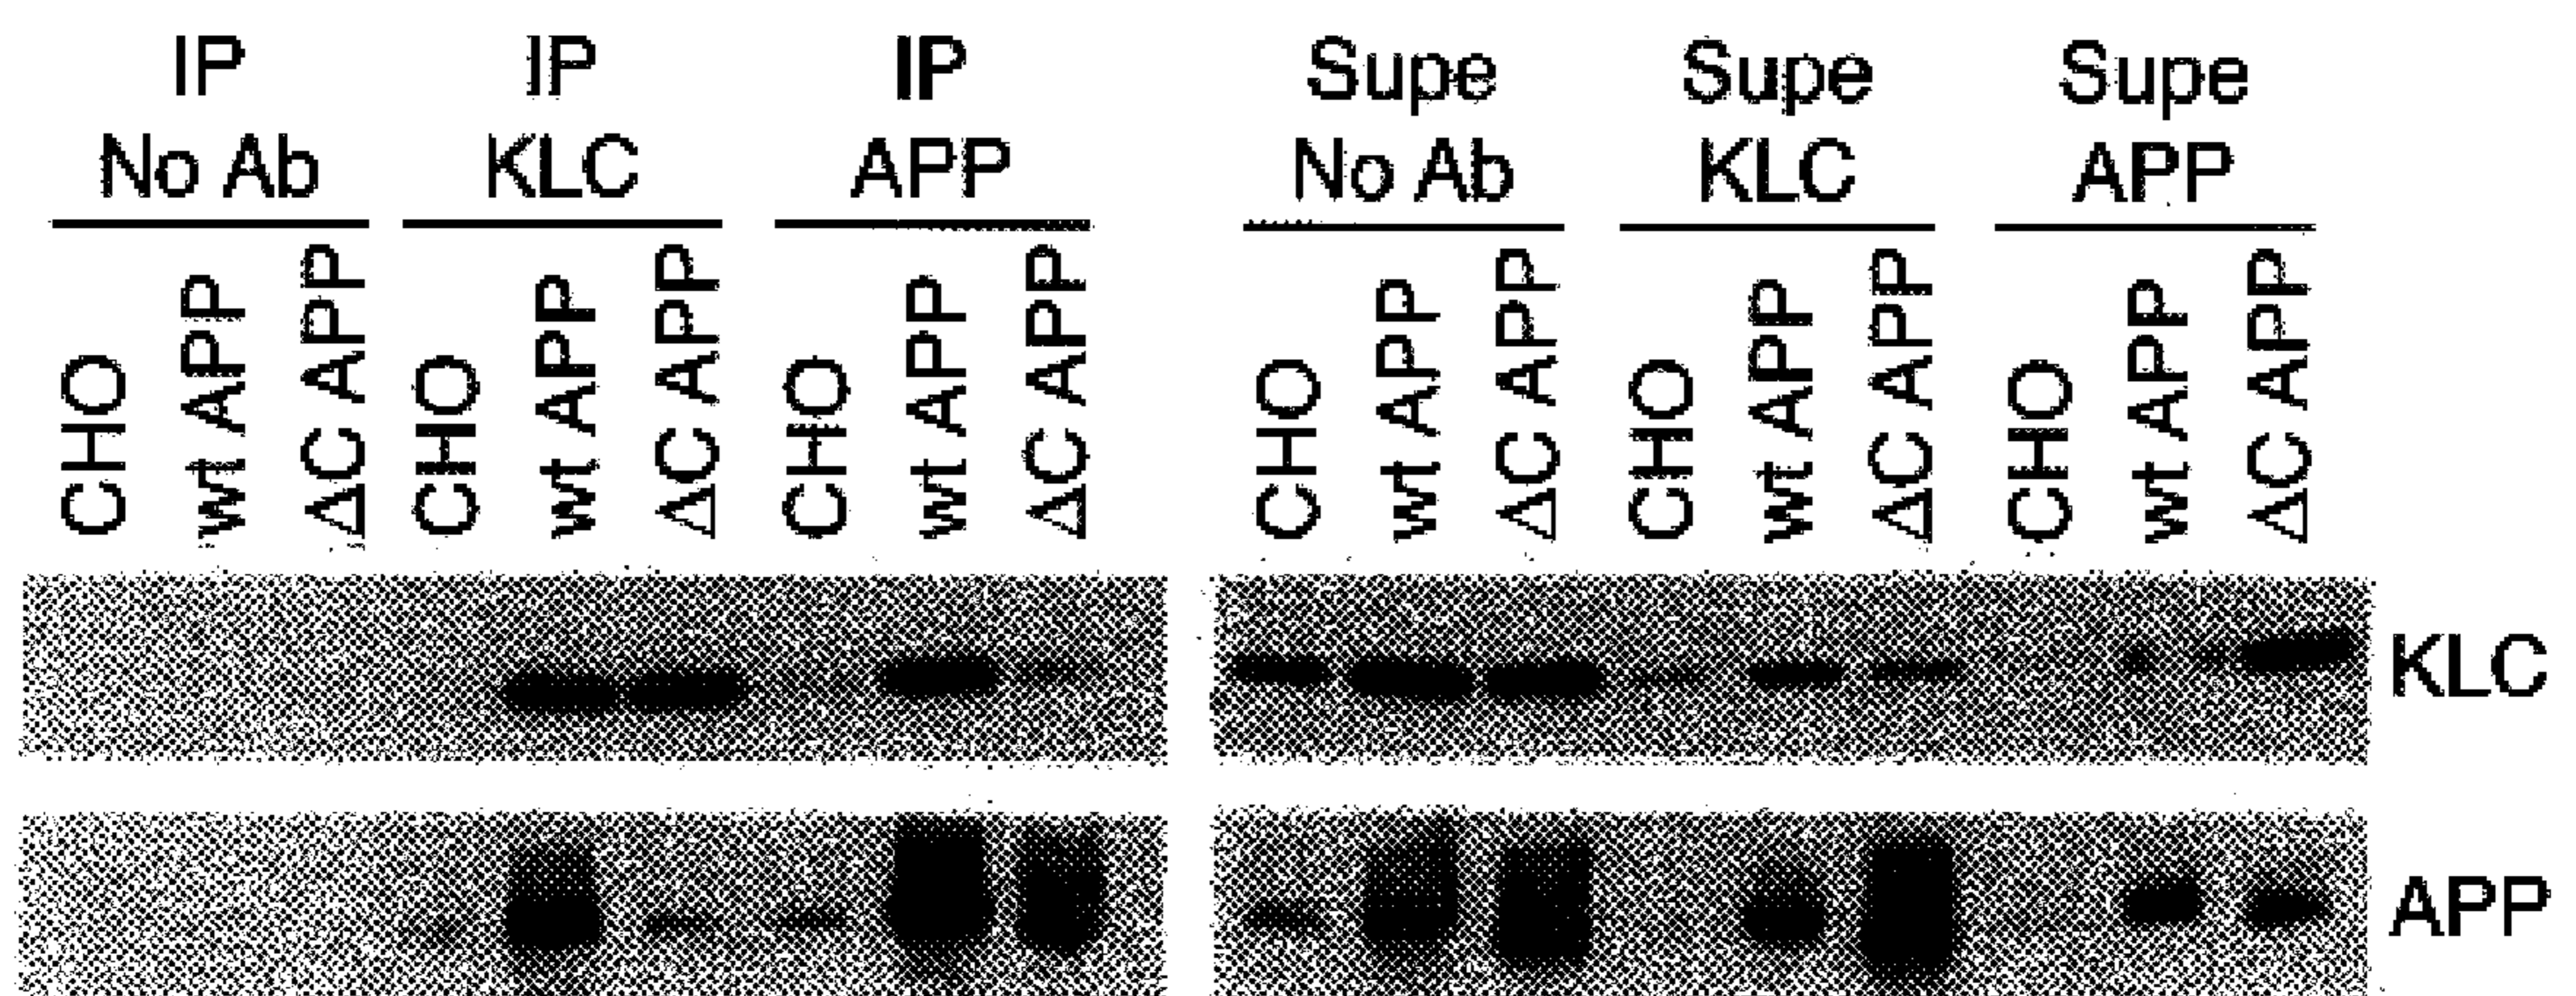 IP IP IP Supe Supe Supe
No Ab KLC APP No Ab KLC APP
CHO wt APP ΔC APP CHO wt APP ΔC APP CHO wt APP ΔC APP CHO wt APP ΔC APP CHO wt APP ΔC APP CHO wt APP ΔC APP
KLC
APP